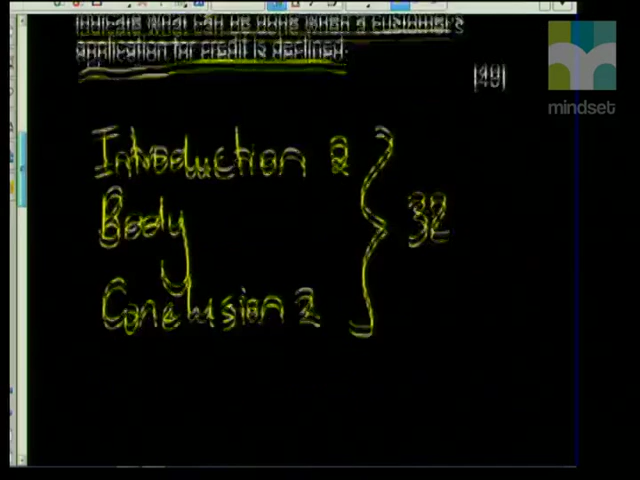 indicate what can be done when a customer's
application for credit is declined.
[40]
mindset
Introduction 2
Body
Conclusion 2
32